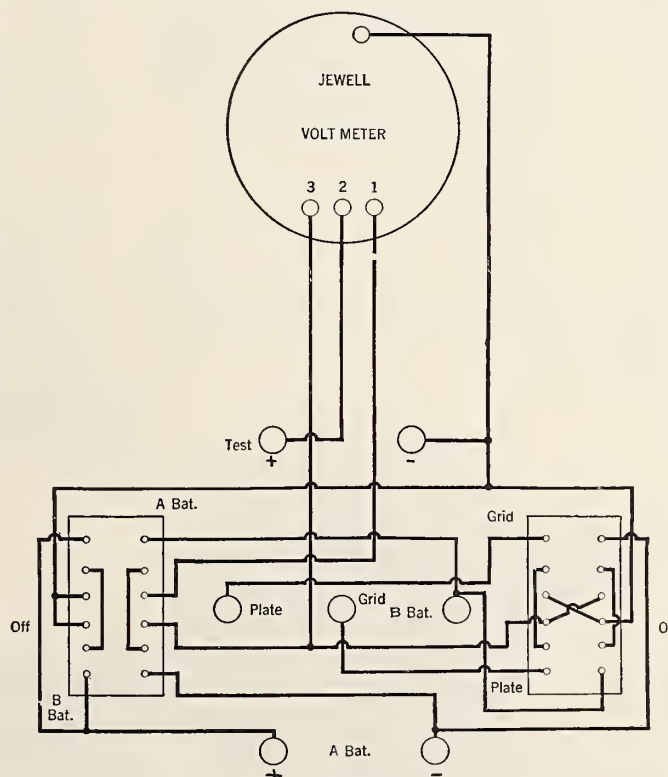 JEWELL
VOLT METER
3 2 1
Test
+
-
A Bat.
Grid
Plate
Grid
B Bat.
Off
O
B
Bat.
Plate
A Bat.
+
-